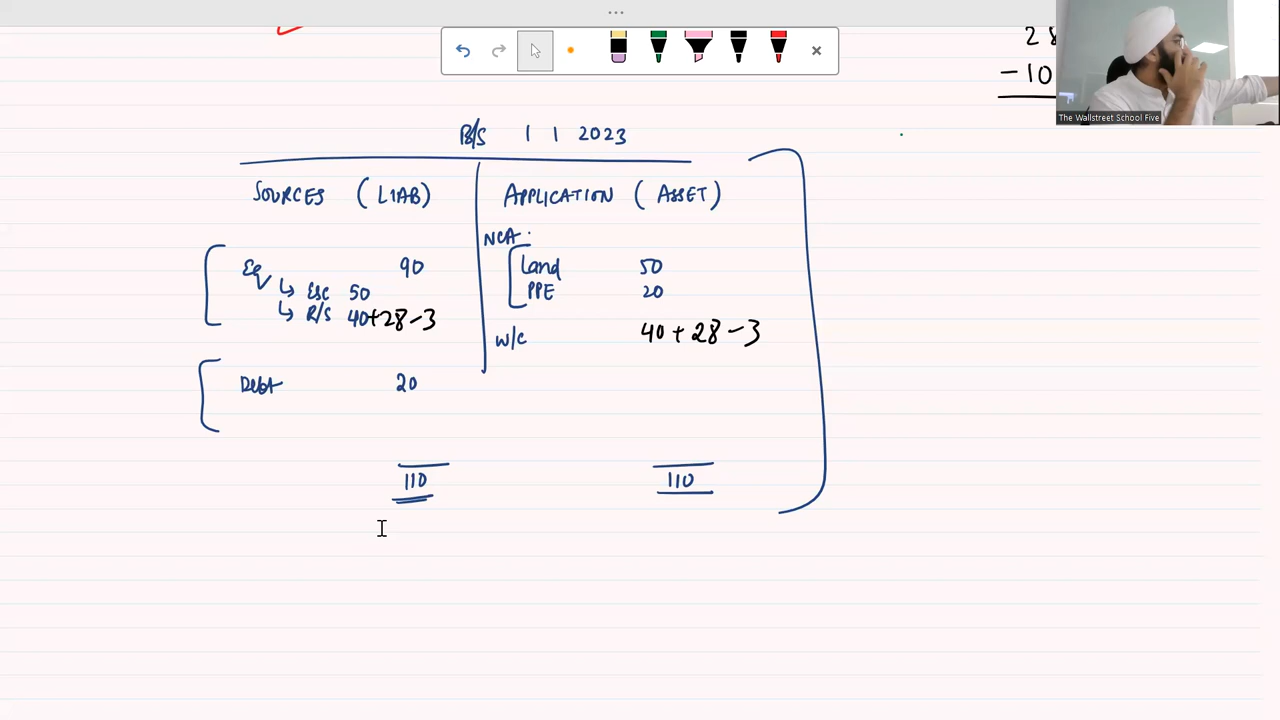 28
-10
The Wallstreet School Five
B/S 1 1 2023
SOURCES (LIAB)
APPLICATION (ASSET)
NCA.
Eq 90
↳ ESC 50
↳ R/S 40+28-3
Land 50
PPE 20
W/C 40+28-3
Debt 20
110
110